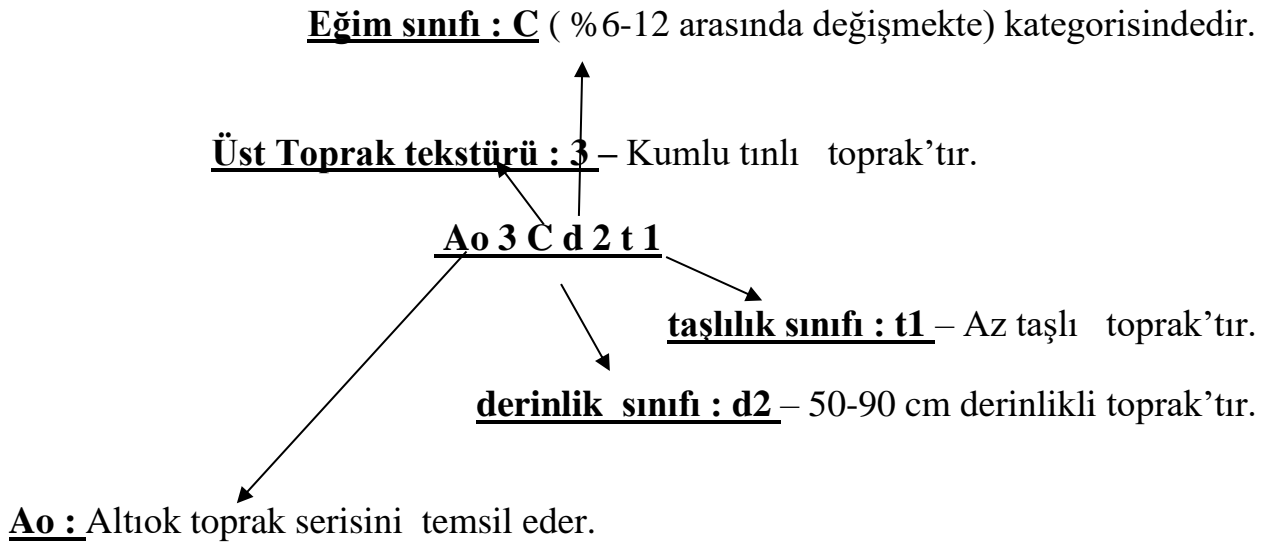 Eğim sınıfı : C ( %6-12 arasında değişmekte) kategorisindedir.
Üst Toprak tekstürü : 3 – Kumlu tınlı toprak’tır.
Ao 3 C d 2 t 1
taşlılık sınıfı : t1 – Az taşlı toprak’tır.
derinlik sınıfı : d2 – 50-90 cm derinlikli toprak’tır.
Ao : Altıok toprak serisini temsil eder.